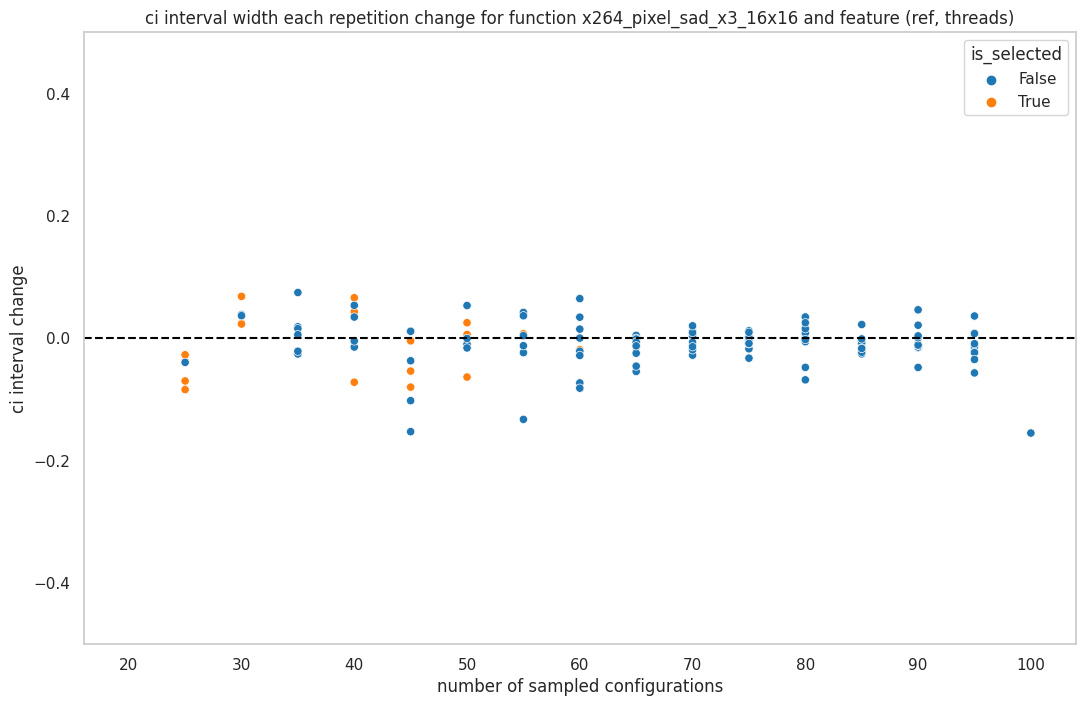 ci interval width each repetition change for function x264_pixel_sad_x3_16x16 and feature (ref, threads)
is_selected
False
True
0.4
0.2
0.0
−0.2
−0.4
ci interval change
20 30 40 50 60 70 80 90 100
number of sampled configurations